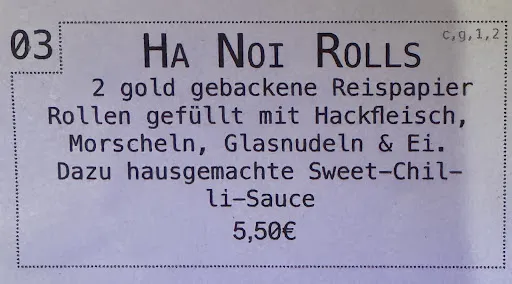 03
HA NOI ROLLS c,g,1,2
2 gold gebackene Reispapier
Rollen gefüllt mit Hackfleisch,
Morscheln, Glasnudeln & Ei.
Dazu hausgemachte Sweet-Chil-
li-Sauce
5,50€